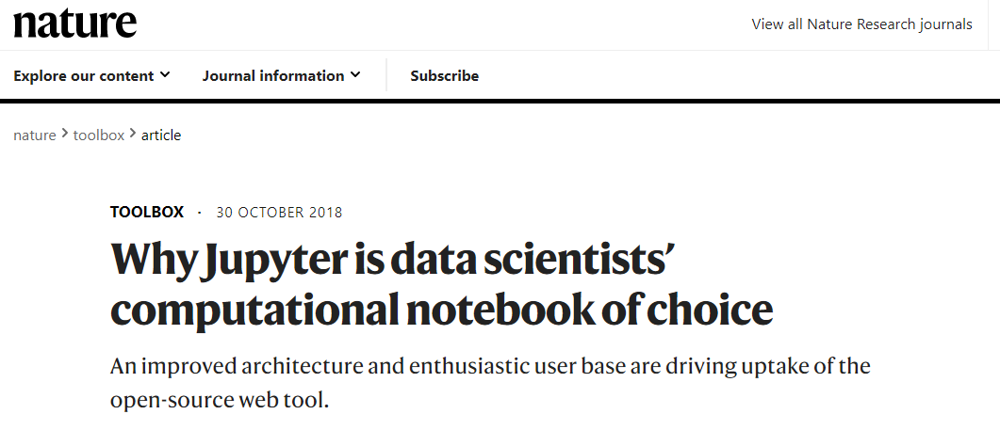 nature
View all Nature Research journals
Explore our content
Journal information
Subscribe
nature > toolbox > article
TOOLBOX · 30 OCTOBER 2018
Why Jupyter is data scientists’
computational notebook of choice
An improved architecture and enthusiastic user base are driving uptake of the
open-source web tool.